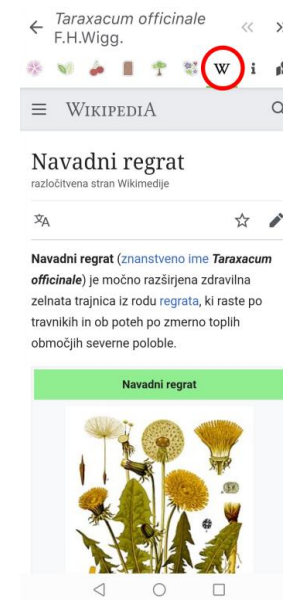 Taraxacum officinale
F.H.Wigg.
W
i
WIKIPEDIA
Navadni regrat
razločitvena stran Wikimedije
Navadni regrat (znanstveno ime Taraxacum
officinale) je močno razširjena zdravilna
zelnata trajnica iz rodu regrata, ki raste po
travnikih in ob poteh po zmerno toplih
območjih severne poloble.
Navadni regrat